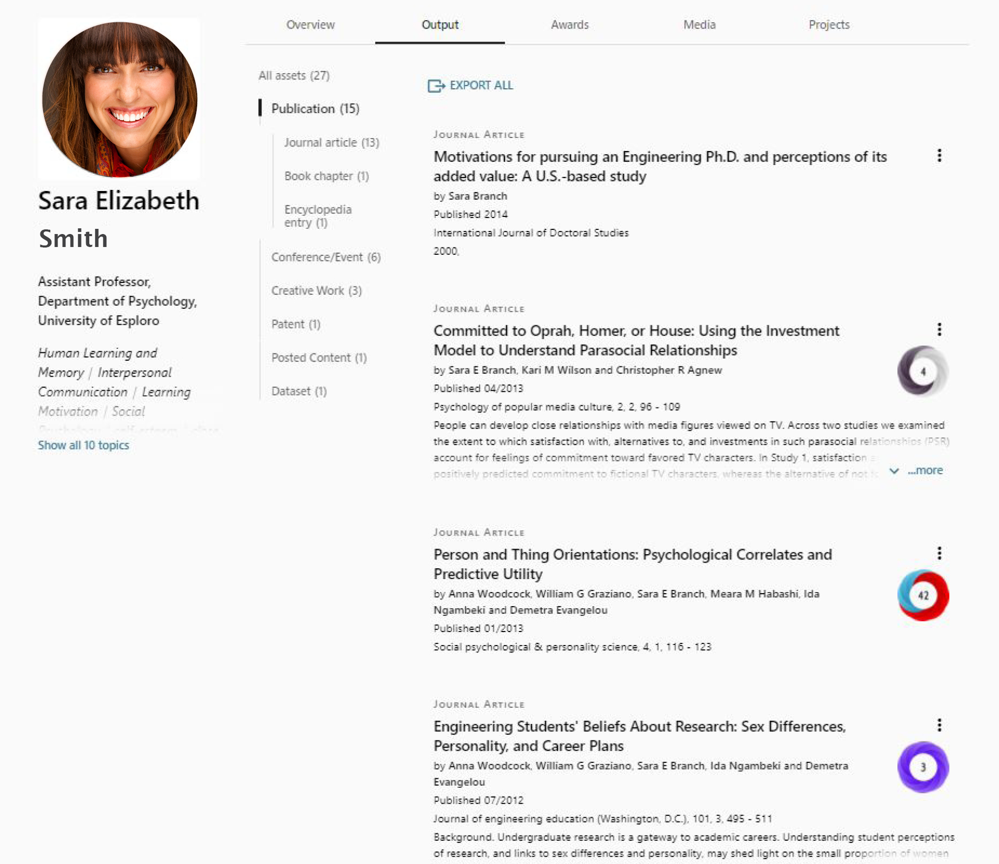 Overview
Output
Awards
Media
Projects
Sara Elizabeth
Smith
Assistant Professor,
Department of Psychology,
University of Esploro
Human Learning and
Memory / Interpersonal
Communication / Learning
Motivation / Social
Show all 10 topics
All assets (27)
Publication (15)
Journal article (13)
Book chapter (1)
Encyclopedia
entry (1)
Conference/Event (6)
Creative Work (3)
Patent (1)
Posted Content (1)
Dataset (1)
EXPORT ALL
JOURNAL ARTICLE
Motivations for pursuing an Engineering Ph.D. and perceptions of its
added value: A U.S.-based study
by Sara Branch
Published 2014
International Journal of Doctoral Studies
2000,
JOURNAL ARTICLE
Committed to Oprah, Homer, or House: Using the Investment
Model to Understand Parasocial Relationships
by Sara E Branch, Kari M Wilson and Christopher R Agnew
4
Published 04/2013
Psychology of popular media culture, 2, 2, 96 - 109
People can develop close relationships with media figures viewed on TV. Across two studies we examined
the extent to which satisfaction with, alternatives to, and investments in such parasocial relationships (PSR)
account for feelings of commitment toward favored TV characters. In Study 1, satisfaction
positively predicted commitment to fictional TV characters, whereas the alternative of not
...more
JOURNAL ARTICLE
Person and Thing Orientations: Psychological Correlates and
Predictive Utility
by Anna Woodcock, William G Graziano, Sara E Branch, Meara M Habashi, Ida
Ngambeki and Demetra Evangelou
42
Published 01/2013
Social psychological & personality science, 4, 1, 116 - 123
JOURNAL ARTICLE
Engineering Students' Beliefs About Research: Sex Differences,
Personality, and Career Plans
by Anna Woodcock, William G Graziano, Sara E Branch, Ida Ngambeki and Demetra
Evangelou
3
Published 07/2012
Journal of engineering education (Washington, D.C.), 101, 3, 495 - 511
Background. Undergraduate research is a gateway to academic careers. Understanding student perceptions
of research, and links to sex differences and personality, may shed light on the small proportion of women